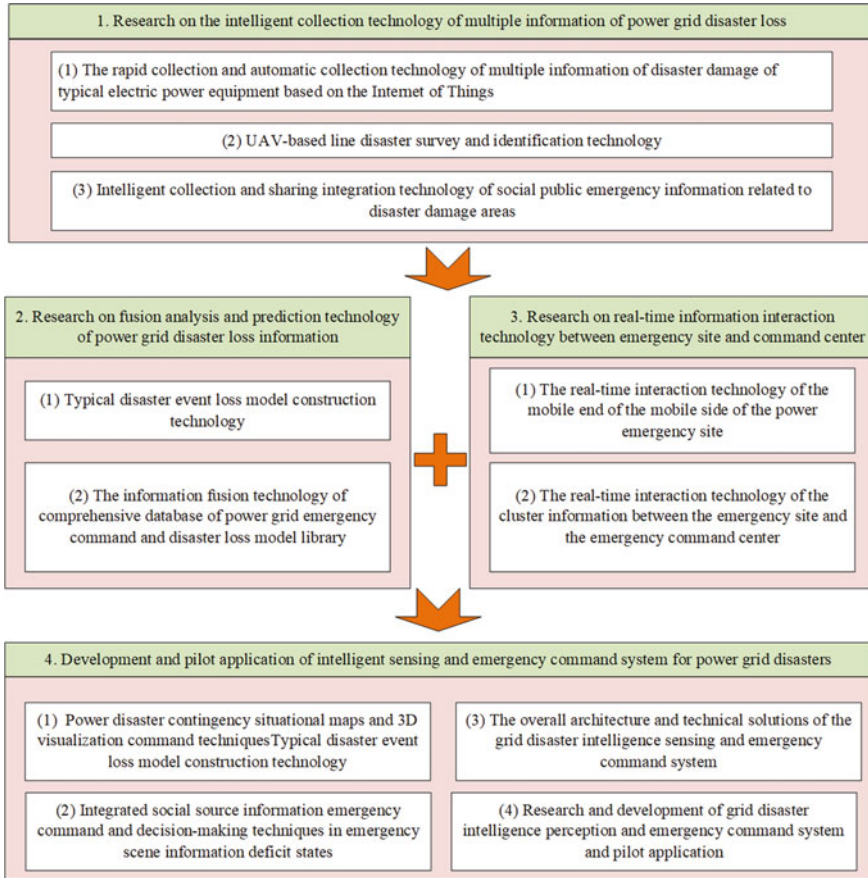 1. Research on the intelligent collection technology of multiple information of power grid disaster loss
(1) The rapid collection and automatic collection technology of multiple information of disaster damage of
typical electric power equipment based on the Internet of Things
(2) UAV-based line disaster survey and identification technology
(3) Intelligent collection and sharing integration technology of social public emergency information related to
disaster damage areas
2. Research on fusion analysis and prediction technology
of power grid disaster loss information
(1) Typical disaster event loss model construction
technology
(2) The information fusion technology of
comprehensive database of power grid emergency
command and disaster loss model library
3. Research on real-time information interaction
technology between emergency site and command center
(1) The real-time interaction technology of the
mobile end of the mobile side of the power
emergency site
(2) The real-time interaction technology of the
cluster information between the emergency site and
the emergency command center
4. Development and pilot application of intelligent sensing and emergency command system for power grid disasters
(1) Power disaster contingency situational maps and 3D
visualization command techniquesTypical disaster event
loss model construction technology
(2) Integrated social source information emergency
command and decision-making techniques in emergency
scene information deficit states
(3) The overall architecture and technical solutions of the
grid disaster intelligence sensing and emergency
command system
(4) Research and development of grid disaster
intelligence perception and emergency command system
and pilot application